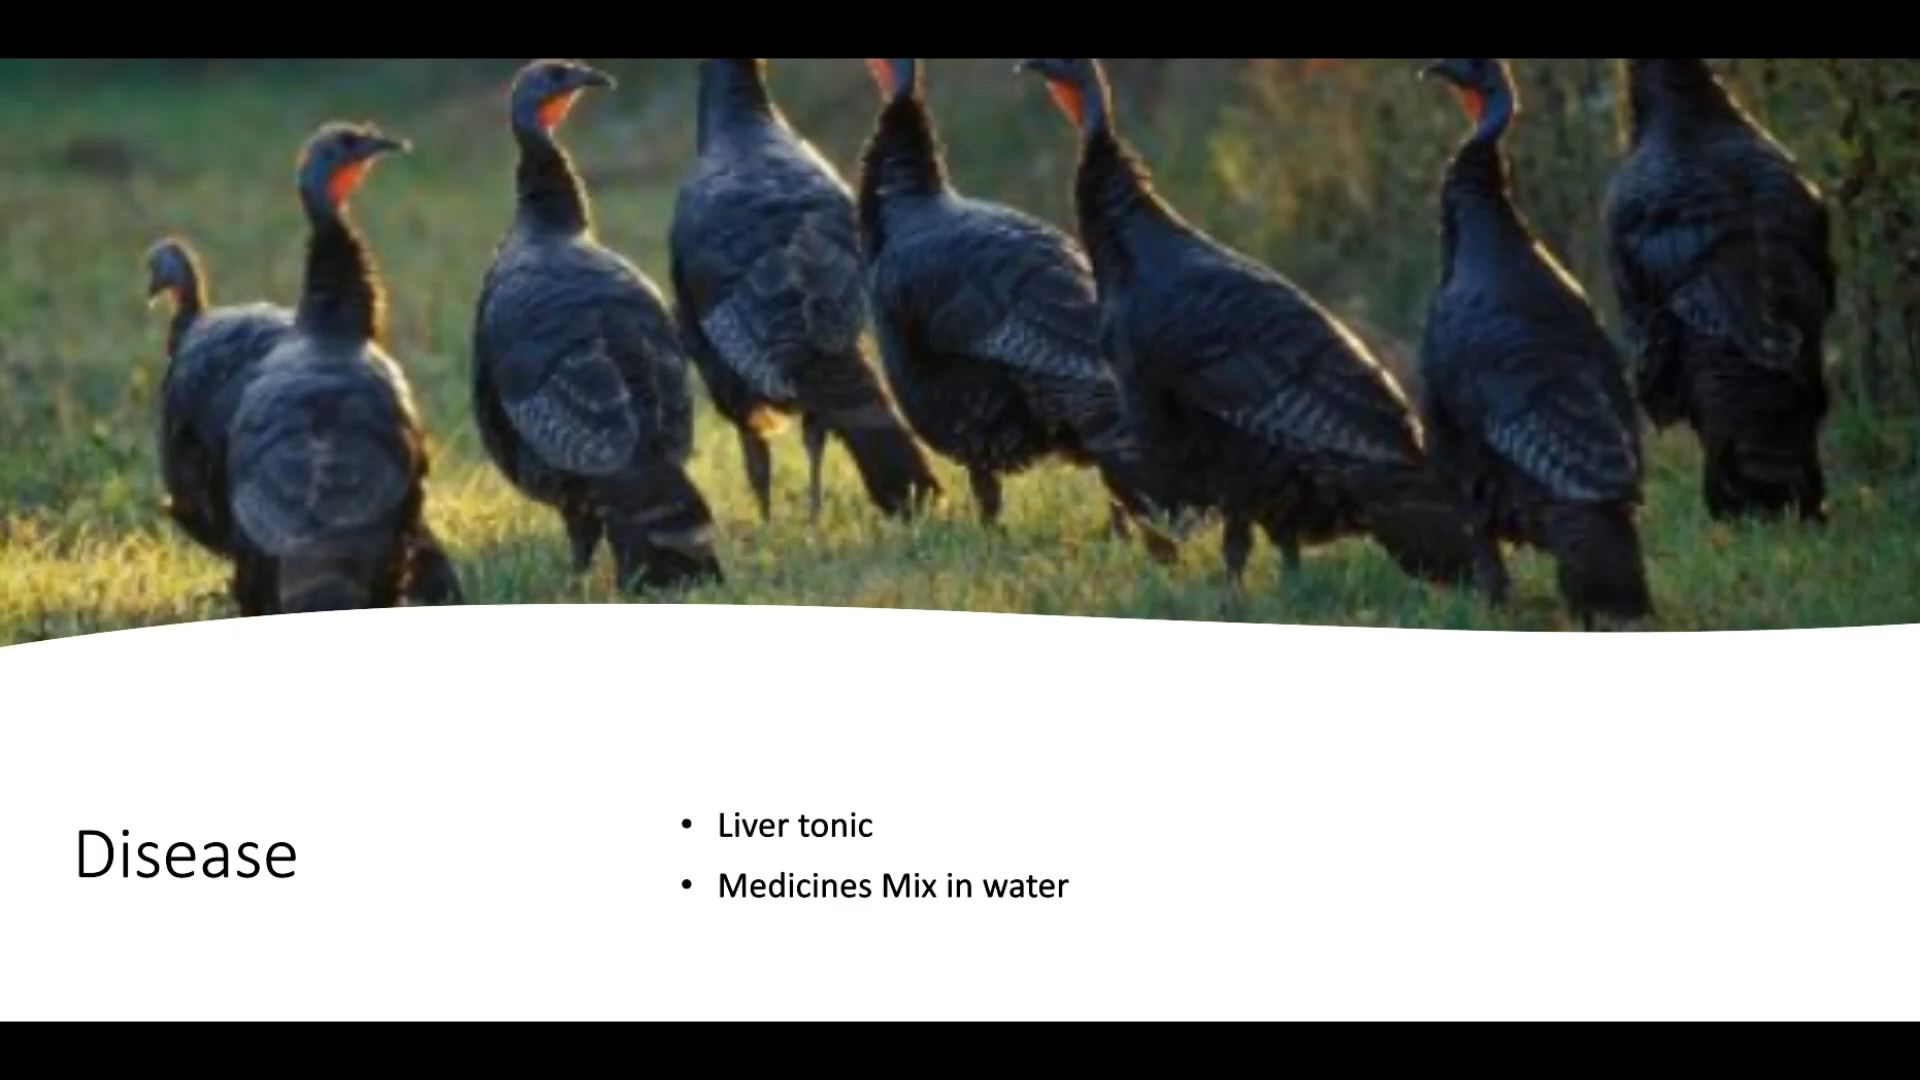 Disease
• Liver tonic
• Medicines Mix in water